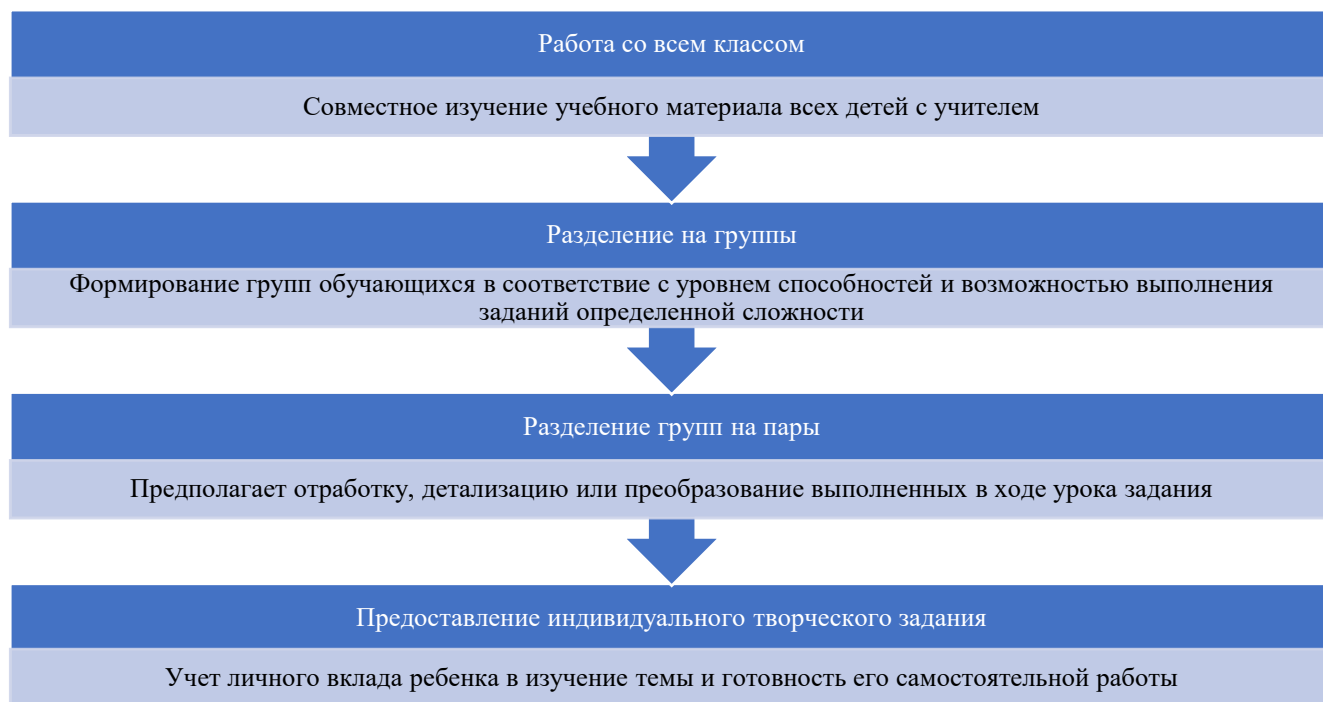 Работа со всем классом
Совместное изучение учебного материала всех детей с учителем
Разделение на группы
Формирование групп обучающихся в соответствие с уровнем способностей и возможностью выполнения
заданий определенной сложности
Разделение групп на пары
Предполагает отработку, детализацию или преобразование выполненных в ходе урока задания
Предоставление индивидуального творческого задания
Учет личного вклада ребенка в изучение темы и готовность его самостоятельной работы